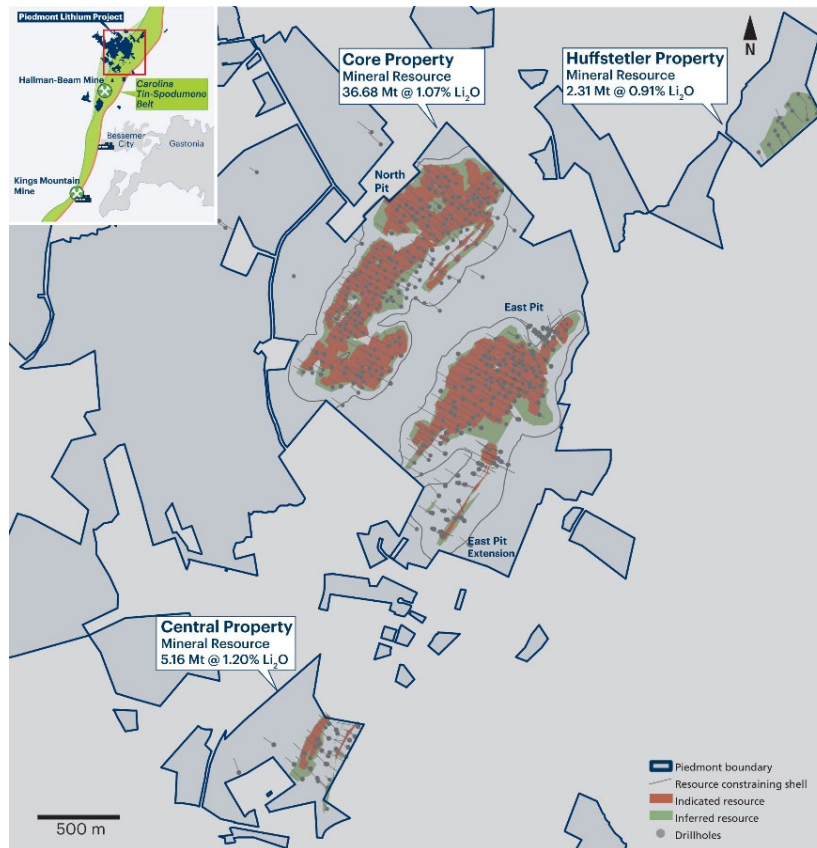 Piedmont Lithium Project
Hallman-Beam Mine
Carolina
Tin-Spodumene
Belt
Bessemer
City
Gastonia
Kings Mountain
Mine
Core Property
Mineral Resource
36.68 Mt @ 1.07% Li₂O
Huffstetler Property
Mineral Resource
2.31 Mt @ 0.91% Li₂O
N
North
Pit
East Pit
East Pit
Extension
Central Property
Mineral Resource
5.16 Mt @ 1.20% Li₂O
500 m
Piedmont boundary
Resource constraining shell
Indicated resource
Inferred resource
Drillholes